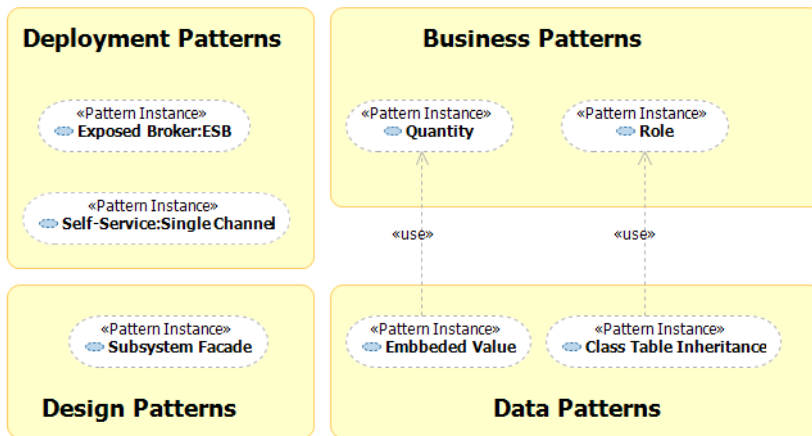 Deployment Patterns
«Pattern Instance»
Exposed Broker:ESB
«Pattern Instance»
Self-Service:Single Channel
Business Patterns
«Pattern Instance»
Quantity
«Pattern Instance»
Role
«use»
«use»
«Pattern Instance»
Subsystem Facade
Design Patterns
«Pattern Instance»
Embbeded Value
«Pattern Instance»
Class Table Inheritance
Data Patterns